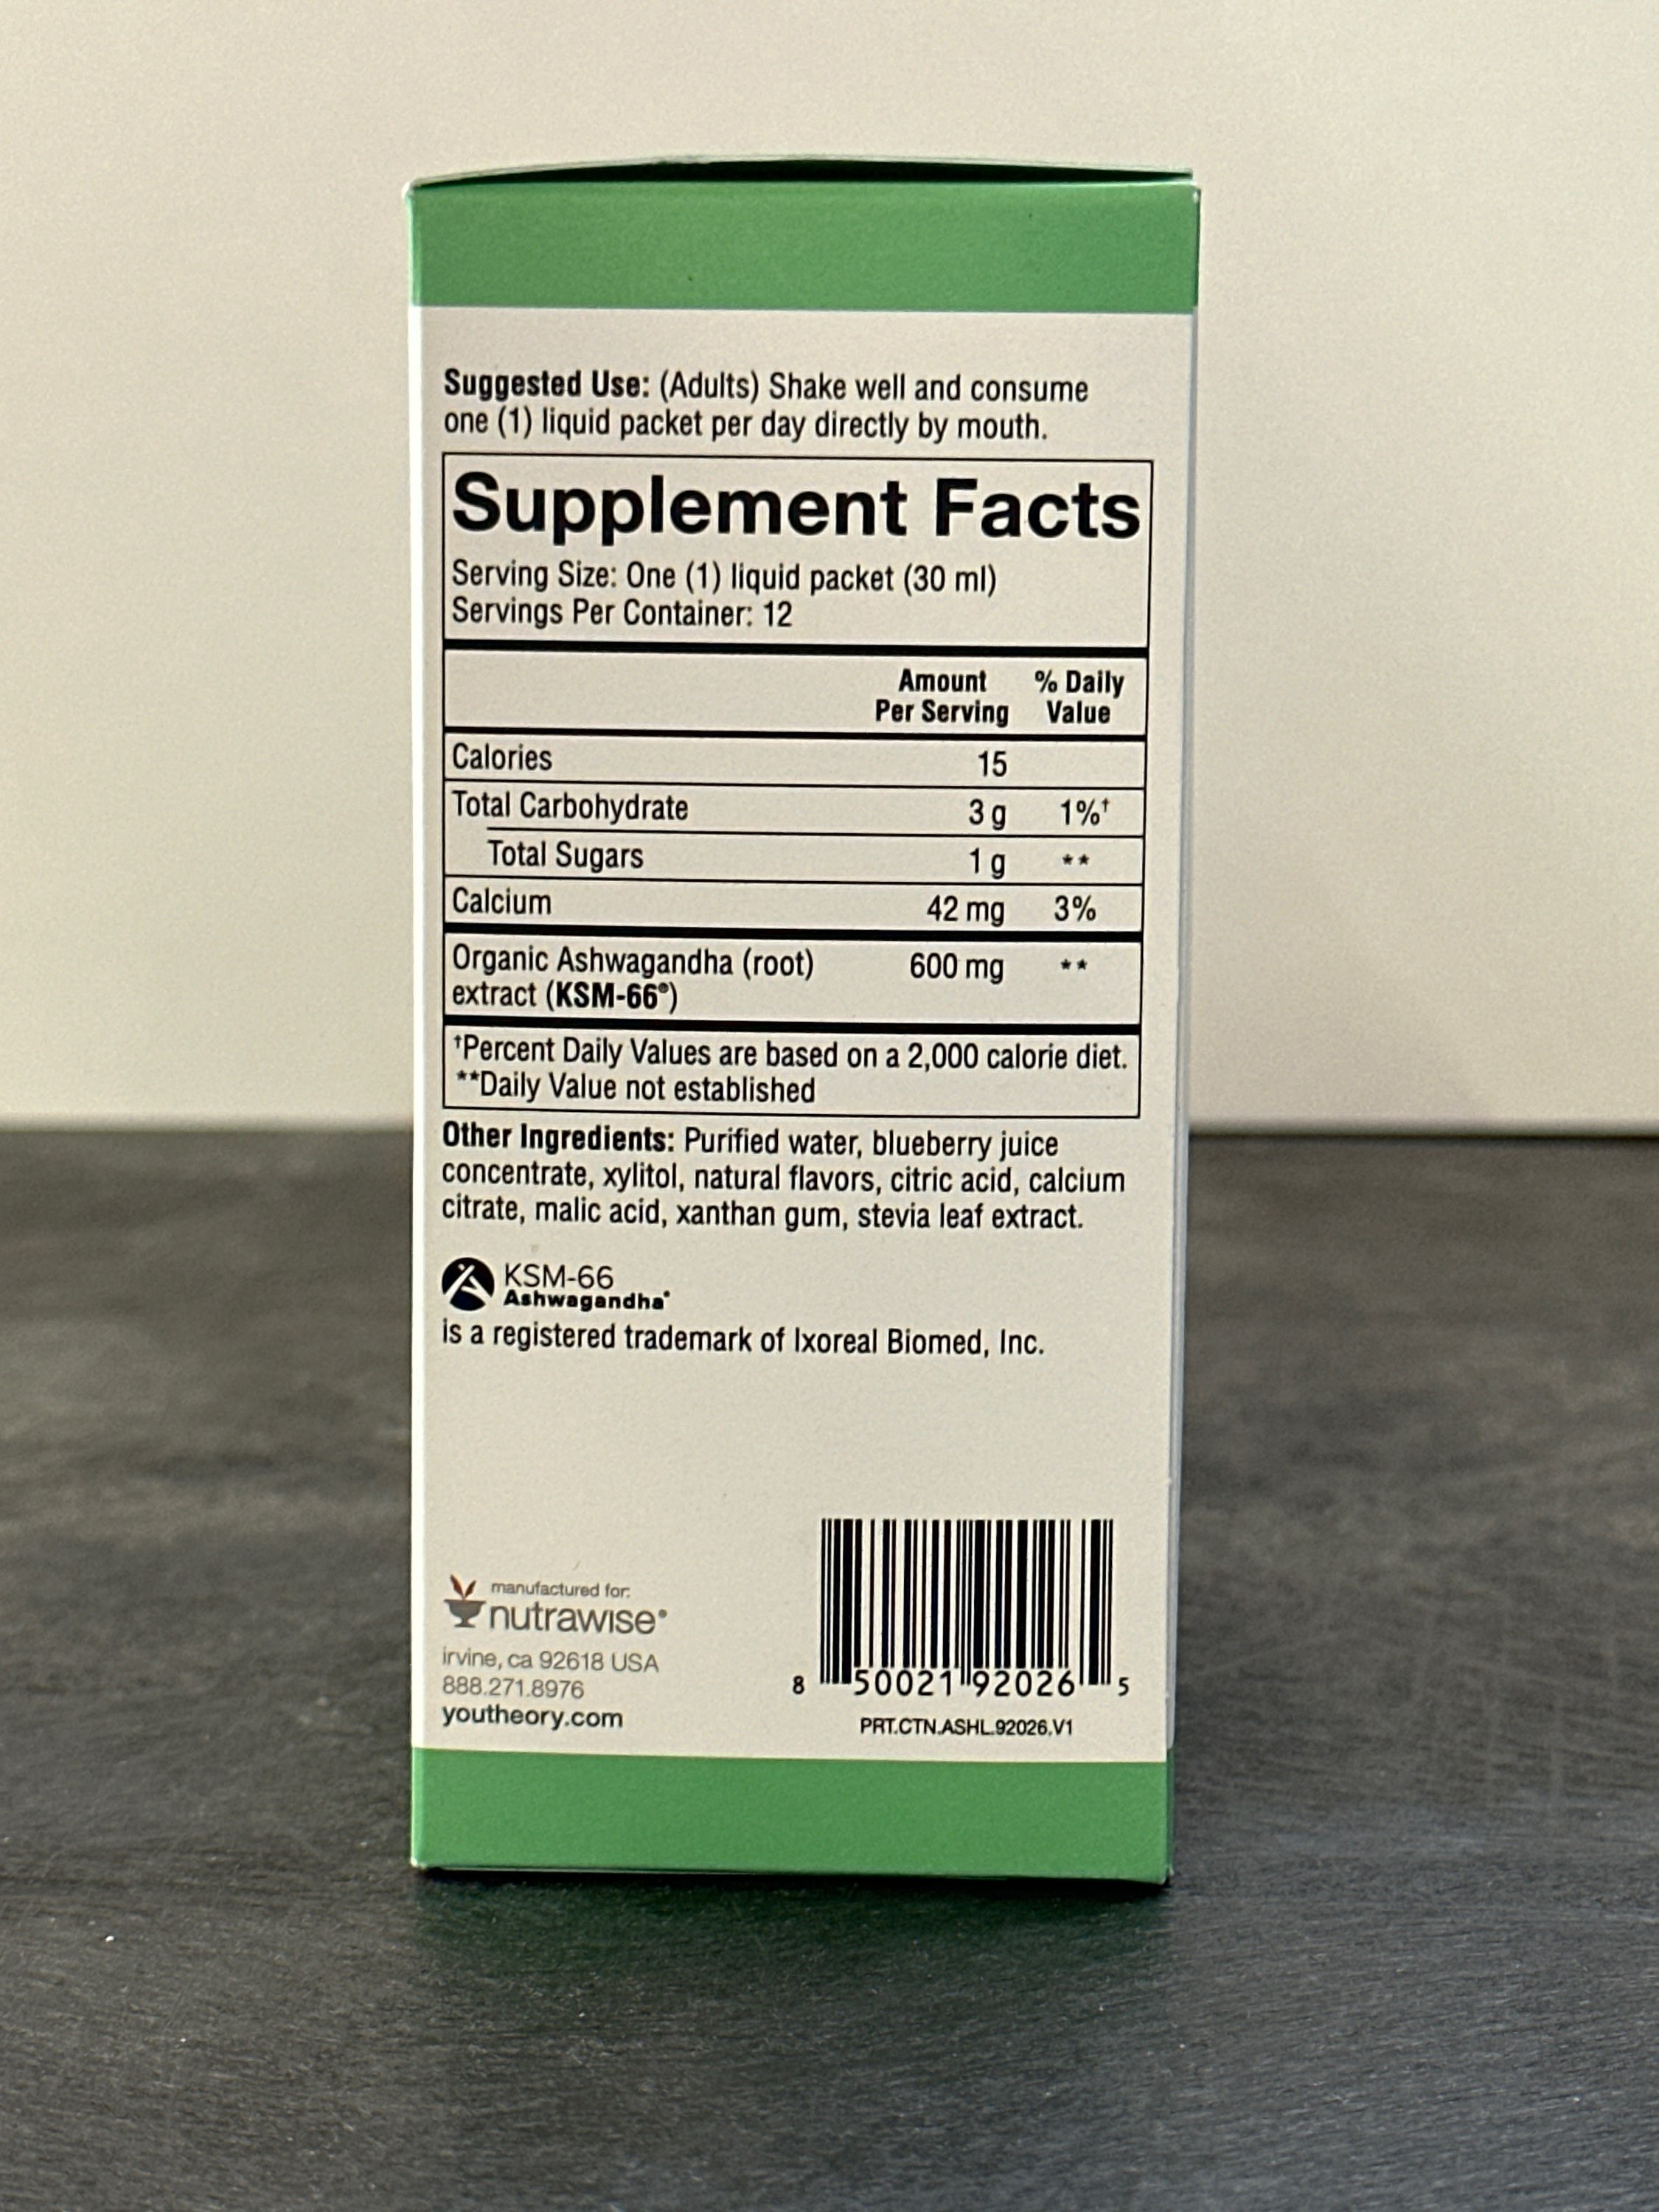 Suggested Use: (Adults) Shake well and consume
one (1) liquid packet per day directly by mouth.
Supplement Facts
Serving Size: One (1) liquid packet (30 ml)
Servings Per Container: 12
Amount Per Serving % Daily Value
Calories 15
Total Carbohydrate 3 g 1%†
Total Sugars 1 g **
Calcium 42 mg 3%
Organic Ashwagandha (root) 600 mg **
extract (KSM-66®)
†Percent Daily Values are based on a 2,000 calorie diet.
**Daily Value not established
Other Ingredients: Purified water, blueberry juice
concentrate, xylitol, natural flavors, citric acid, calcium
citrate, malic acid, xanthan gum, stevia leaf extract.
KSM-66
Ashwagandha®
is a registered trademark of Ixoreal Biomed, Inc.
manufactured for:
nutrawise®
irvine, ca 92618 USA
888.271.8976
youtheory.com
8 50021 92026 5
PRT.CTN.ASHL.92026.V1